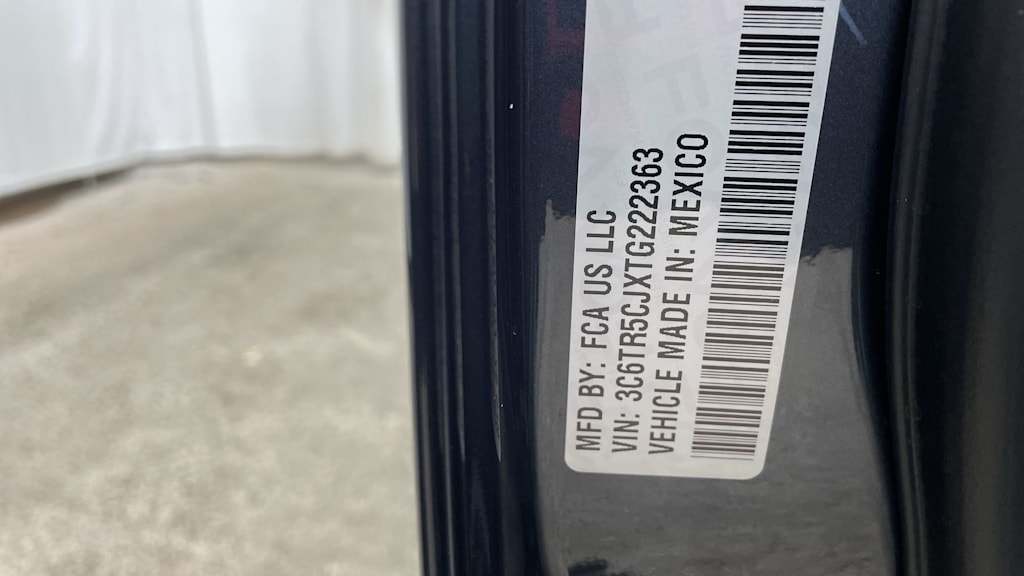 MFD BY: FCA US LLC
VIN: 3C6TR5CJXTG222363
VEHICLE MADE IN: MEXICO